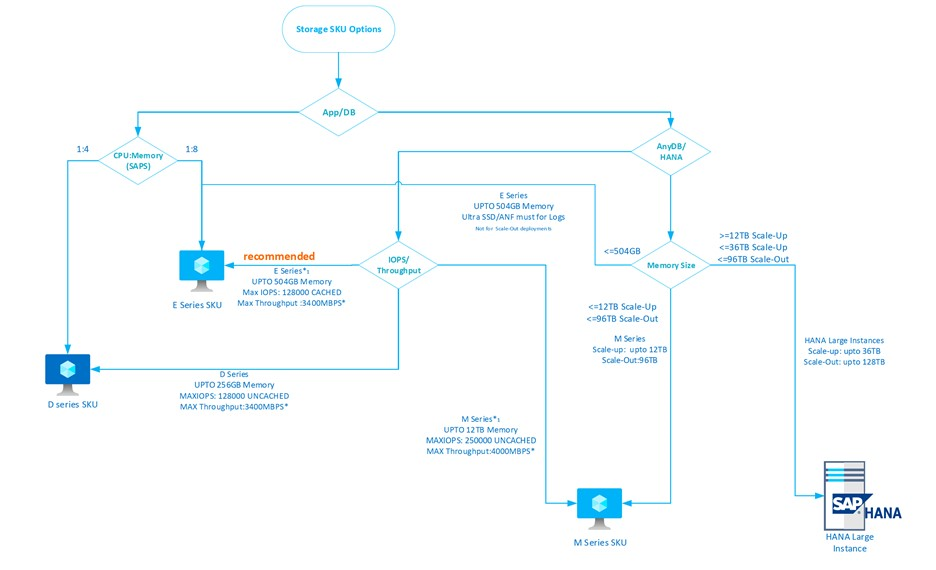 Storage SKU Options
App/DB
1:4
CPU:Memory
(SAPS)
1:8
AnyDB/
HANA
E Series
UPTO 504GB Memory
Ultra SSD/ANF must for Logs
Not for Scale-Out deployments
<=504GB
Memory Size
>=12TB Scale-Up
<=36TB Scale-Up
<=96TB Scale-Out
recommended
IOPS/
Throughput
E Series*₁
UPTO 504GB Memory
Max IOPS: 128000 CACHED
Max Throughput :3400MBPS*
E Series SKU
<=12TB Scale-Up
<=96TB Scale-Out
M Series
Scale-up: upto 12TB
Scale-Out:96TB
HANA Large Instances
Scale-up: upto 36TB
Scale-Out: upto 128TB
D Series
UPTO 256GB Memory
MAXIOPS: 128000 UNCACHED
MAX Throughput:3400MBPS*
D series SKU
M Series*₁
UPTO 12TB Memory
MAXIOPS: 250000 UNCACHED
MAX Throughput:4000MBPS*
M Series SKU
SAP HANA
HANA Large
Instance